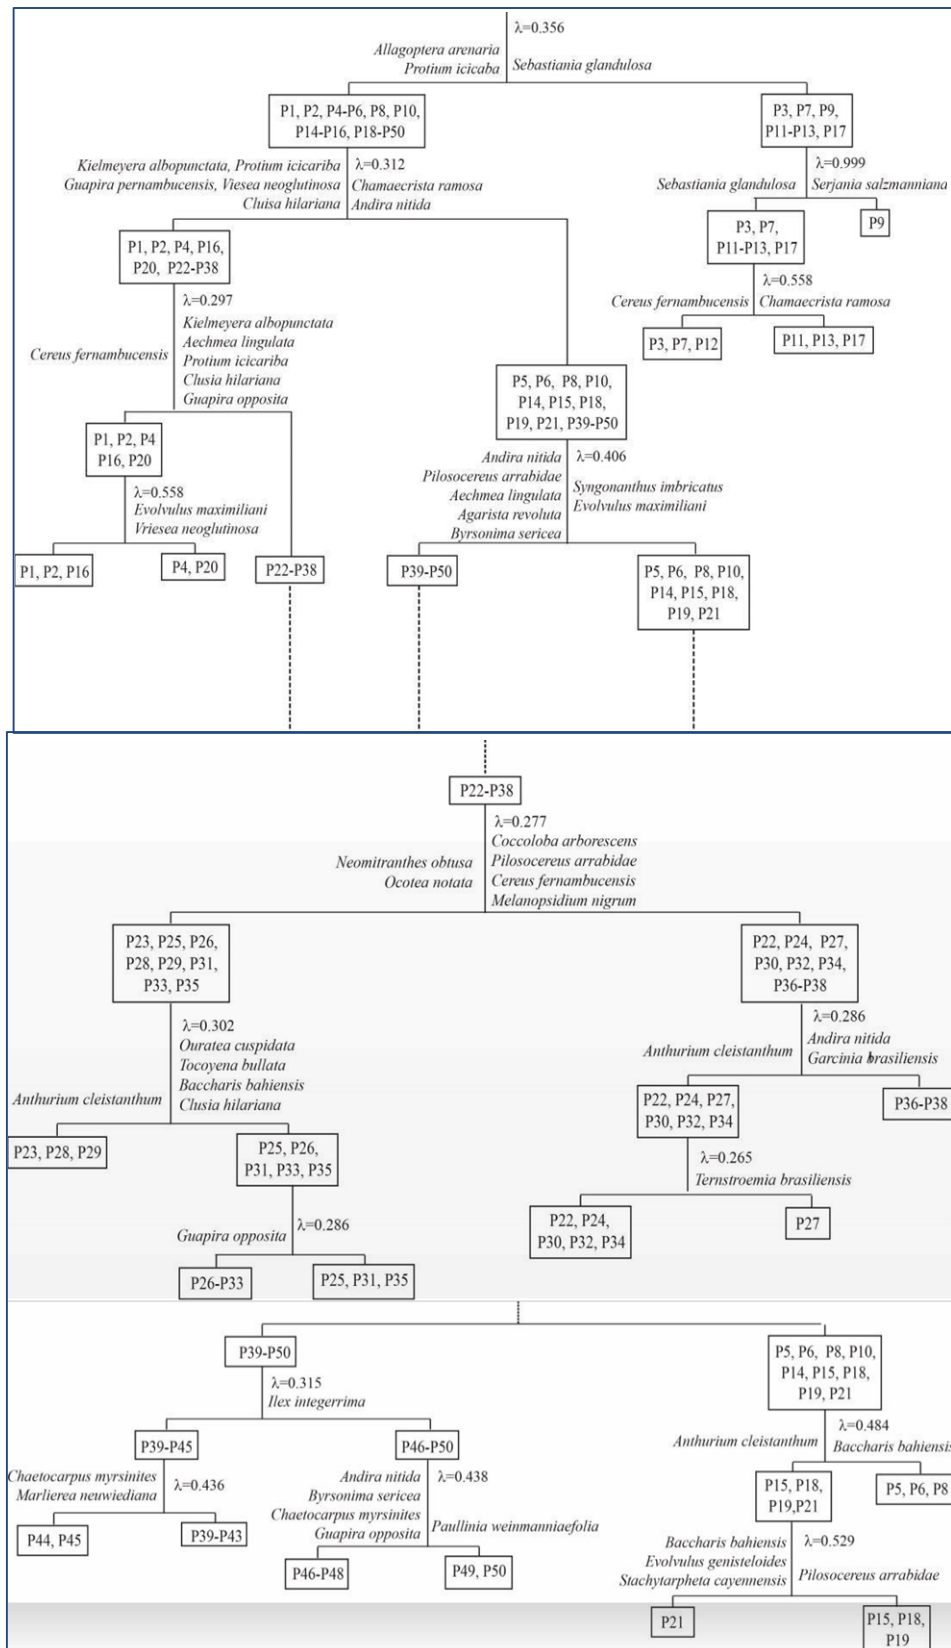 λ=0.356
Allagoptera arenaria
Protium icicaba
Sebastiania glandulosa
P1, P2, P4-P6, P8, P10,
P14-P16, P18-P50
P3, P7, P9,
P11-P13, P17
Kielmeyera albopunctata, Protium icicariba
Guapira pernambucensis, Viesea neoglutinosa
Cluisa hilariana
λ=0.312
Chamaecrista ramosa
Andira nitida
λ=0.999
Sebastiania glandulosa
Serjania salzmanniana
P1, P2, P4, P16,
P20, P22-P38
P3, P7,
P11-P13, P17
P9
λ=0.297
Kielmeyera albopunctata
Aechmea lingulata
Protium icicariba
Clusia hilariana
Guapira opposita
Cereus fernambucensis
λ=0.558
Cereus fernambucensis
Chamaecrista ramosa
P3, P7, P12
P11, P13, P17
P5, P6, P8, P10,
P14, P15, P18,
P19, P21, P39-P50
P1, P2, P4
P16, P20
Andira nitida
Pilosocereus arrabidae
Aechmea lingulata
Agarista revoluta
Byrsonima sericea
λ=0.406
Syngonanthus imbricatus
Evolvulus maximiliani
λ=0.558
Evolvulus maximiliani
Vriesea neoglutinosa
P1, P2, P16
P4, P20
P22-P38
P39-P50
P5, P6, P8, P10,
P14, P15, P18,
P19, P21
P22-P38
λ=0.277
Coccoloba arborescens
Pilosocereus arrabidae
Cereus fernambucensis
Melanopsidium nigrum
Neomitranthes obtusa
Ocotea notata
P23, P25, P26,
P28, P29, P31,
P33, P35
P22, P24, P27,
P30, P32, P34,
P36-P38
λ=0.302
Ouratea cuspidata
Tocoyena bullata
Baccharis bahiensis
Clusia hilariana
Anthurium cleistanthum
λ=0.286
Andira nitida
Garcinia brasiliensis
Anthurium cleistanthum
P23, P28, P29
P25, P26,
P31, P33, P35
P22, P24, P27,
P30, P32, P34
P36-P38
λ=0.265
Ternstroemia brasiliensis
Guapira opposita
λ=0.286
P22, P24,
P30, P32, P34
P27
P26-P33
P25, P31, P35
P39-P50
P5, P6, P8, P10,
P14, P15, P18,
P19, P21
λ=0.315
Ilex integerrima
λ=0.484
Anthurium cleistanthum
Baccharis bahiensis
P39-P45
P46-P50
Chaetocarpus myrsinites
Marlierea neuwiediana
λ=0.436
Andira nitida
Byrsonima sericea
Chaetocarpus myrsinites
Guapira opposita
λ=0.438
Paullinia weinmanniaefolia
P15, P18,
P19,P21
P5, P6, P8
P44, P45
P39-P43
P46-P48
P49, P50
Baccharis bahiensis
Evolvulus genisteloides
Stachytarpheta cayennensis
λ=0.529
Pilosocereus arrabidae
P21
P15, P18,
P19